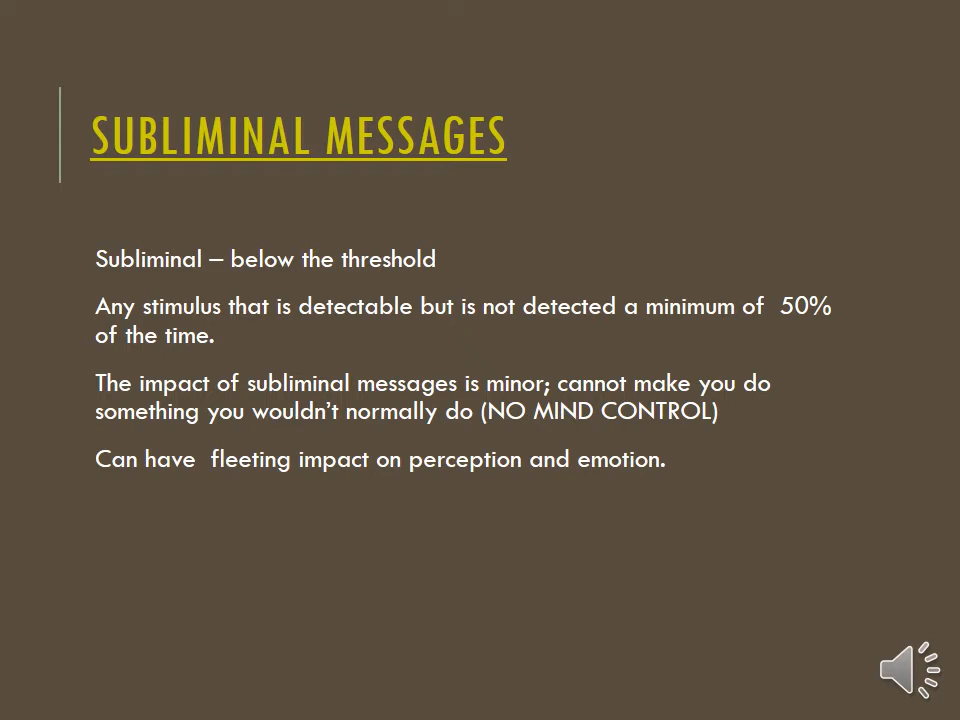 SUBLIMINAL MESSAGES
Subliminal – below the threshold
Any stimulus that is detectable but is not detected a minimum of  50%
of the time.
The impact of subliminal messages is minor; cannot make you do
something you wouldn’t normally do (NO MIND CONTROL)
Can have  fleeting impact on perception and emotion.